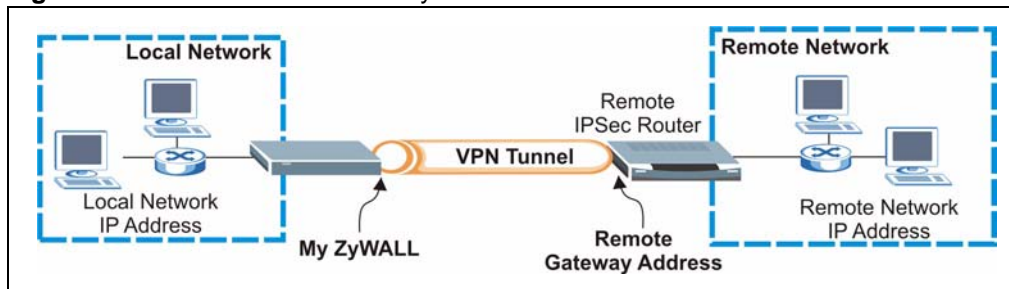 Local Network
Remote Network
Remote
IPSec Router
VPN Tunnel
Local Network
IP Address
My ZyWALL
Remote
Gateway Address
Remote Network
IP Address